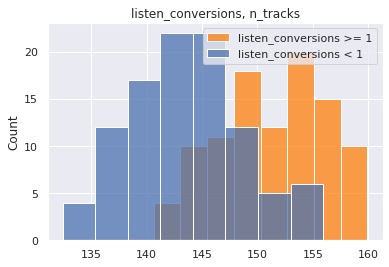 listen_conversions, n_tracks
listen_conversions >= 1
listen_conversions < 1
Count
20
15
10
5
0
135 140 145 150 155 160